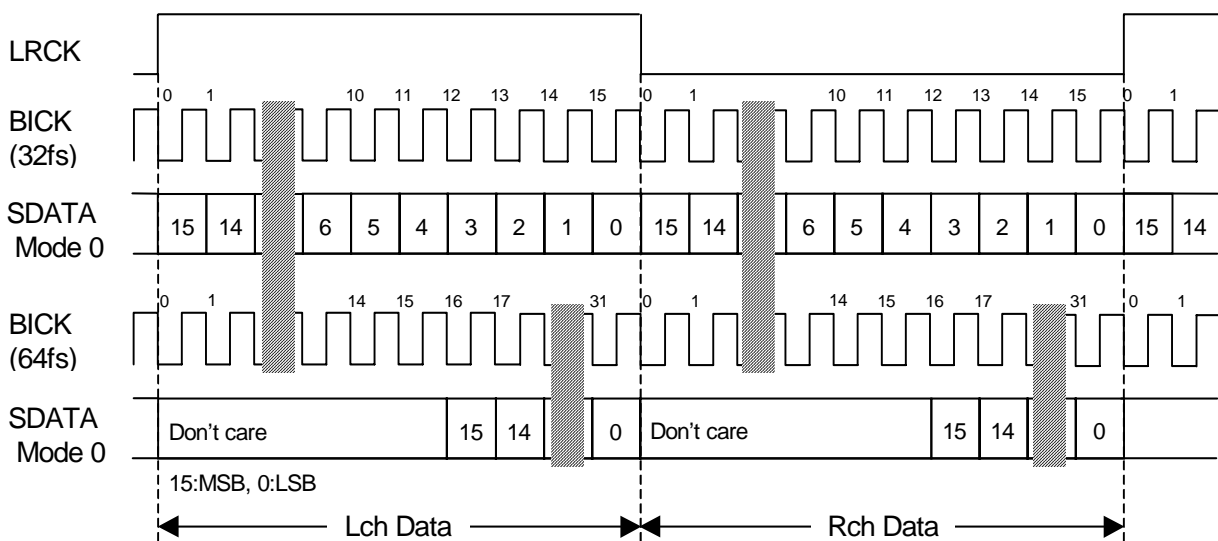 LRCK
0 1 10 11 12 13 14 15 0 1 10 11 12 13 14 15 0 1
BICK
(32fs)
SDATA
Mode 0
15 14 6 5 4 3 2 1 0 15 14 6 5 4 3 2 1 0 15 14
0 1 14 15 16 17 31 0 1 14 15 16 17 31 0 1
BICK
(64fs)
SDATA
Mode 0
Don't care 15 14 0 Don't care 15 14 0
15:MSB, 0:LSB
Lch Data Rch Data